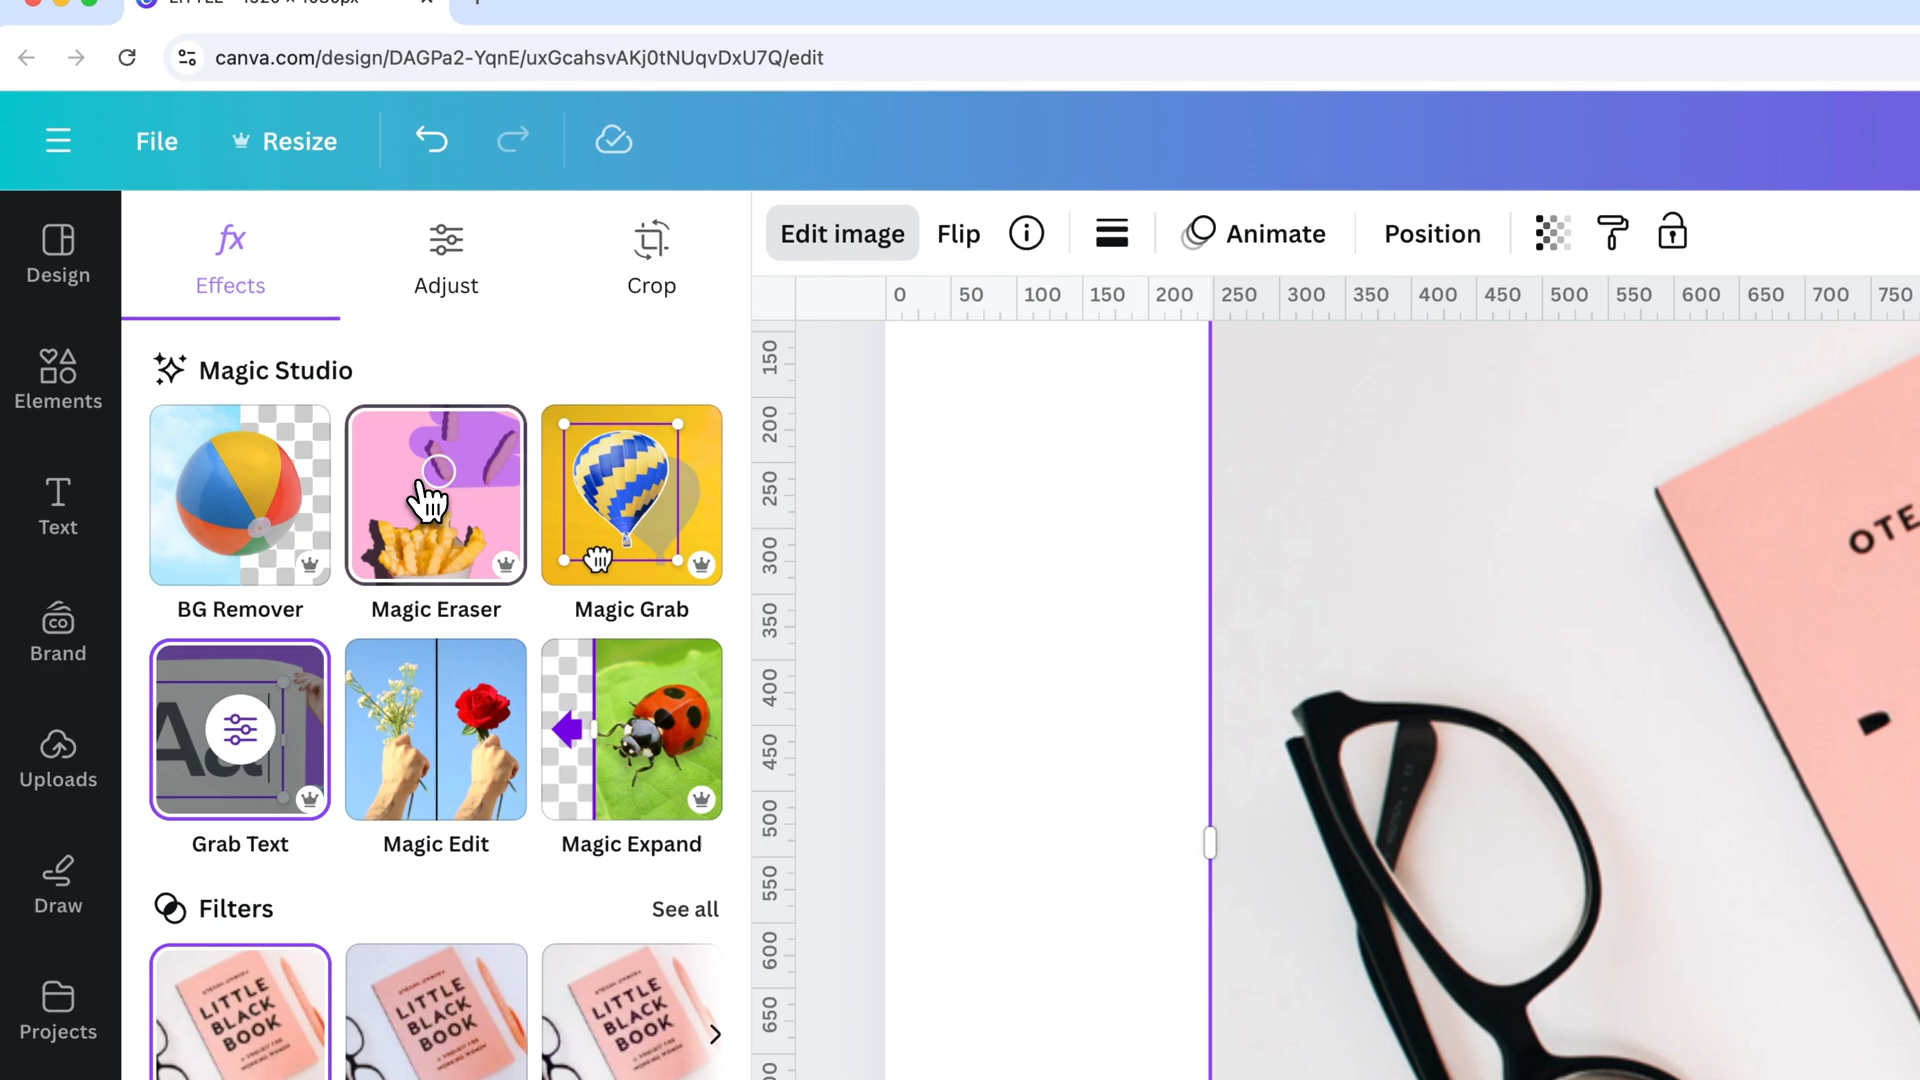 canva.com/design/DAGPa2-YqnE/uxGcahsvAKj0tNUqvDxU7Q/edit
File
Resize
Design
Elements
Text
Brand
Uploads
Draw
Projects
Effects
Adjust
Crop
Edit image
Flip
Animate
Position
Magic Studio
BG Remover
Magic Eraser
Magic Grab
Aa
Grab Text
Magic Edit
Magic Expand
Filters
See all
LITTLE
BLACK
BOOK
LITTLE
BLACK
BOOK
LITTLE
BLACK
BOOK
0 50 100 150 200 250 300 350 400 450 500 550 600 650 700 750
150
200
250
300
350
400
450
500
550
600
650
OTE